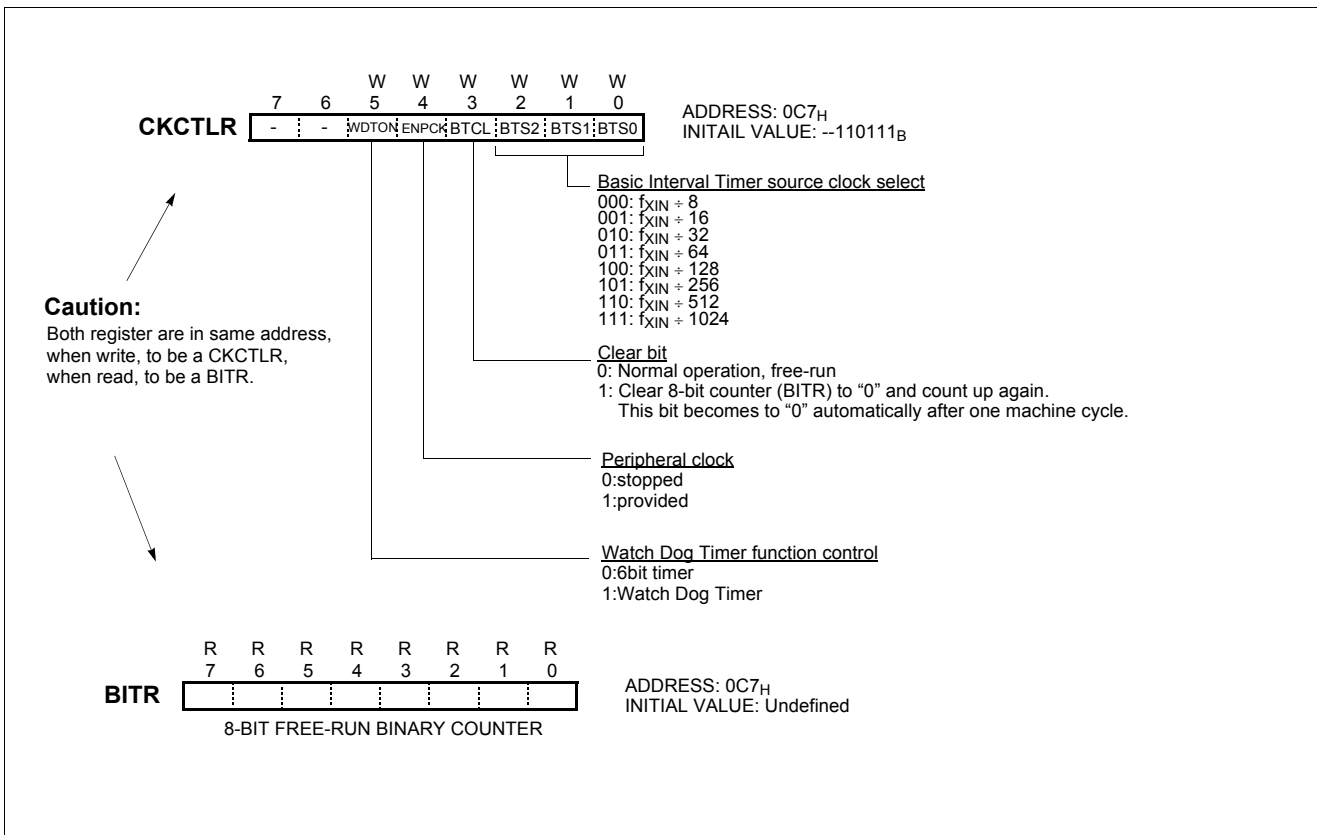 W W W W W W
7 6 5 4 3 2 1 0
CKCTLR - - WDTON ENPCK BTCL BTS2 BTS1 BTS0
ADDRESS: 0C7H
INITAIL VALUE: --110111B
Basic Interval Timer source clock select
000: fXIN ÷ 8
001: fXIN ÷ 16
010: fXIN ÷ 32
011: fXIN ÷ 64
100: fXIN ÷ 128
101: fXIN ÷ 256
110: fXIN ÷ 512
111: fXIN ÷ 1024
Caution:
Both register are in same address,
when write, to be a CKCTLR,
when read, to be a BITR.
Clear bit
0: Normal operation, free-run
1: Clear 8-bit counter (BITR) to “0” and count up again.
This bit becomes to “0” automatically after one machine cycle.
Peripheral clock
0:stopped
1:provided
Watch Dog Timer function control
0:6bit timer
1:Watch Dog Timer
R R R R R R R R
7 6 5 4 3 2 1 0
BITR
ADDRESS: 0C7H
INITIAL VALUE: Undefined
8-BIT FREE-RUN BINARY COUNTER